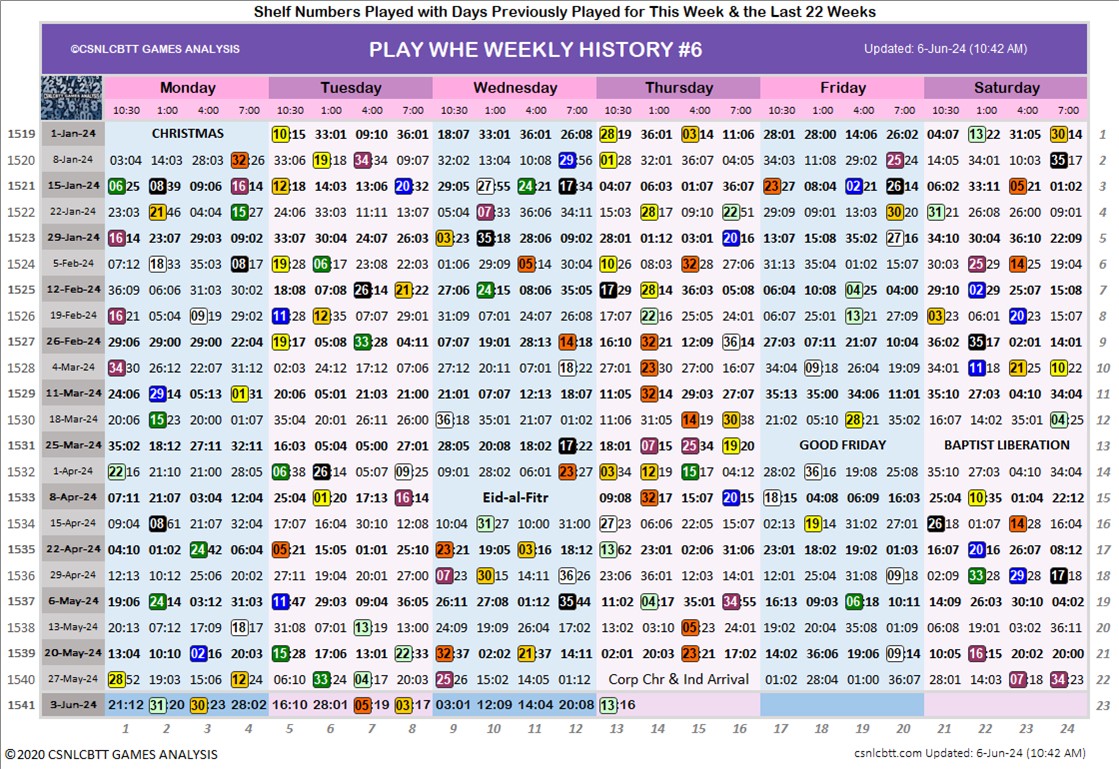 Shelf Numbers Played with Days Previously Played for This Week & the Last 22 Weeks
©CSNLCBTT GAMES ANALYSIS PLAY WHE WEEKLY HISTORY #6 Updated: 6-Jun-24 (10:42 AM)
Monday Tuesday Wednesday Thursday Friday Saturday
10:30 1:00 4:00 7:00 10:30 1:00 4:00 7:00 10:30 1:00 4:00 7:00 10:30 1:00 4:00 7:00 10:30 1:00 4:00 7:00 10:30 1:00 4:00 7:00
1519 1-Jan-24 CHRISTMAS 10:15 33:01 09:10 36:01 18:07 33:01 36:01 26:08 28:19 36:01 03:14 11:06 28:01 28:00 14:06 26:02 04:07 13:22 31:05 30:14 1
1520 8-Jan-24 03:04 14:03 28:03 32:26 33:06 19:18 34:34 09:07 32:02 13:04 10:08 29:56 01:28 32:01 36:07 04:05 34:03 11:08 29:02 25:24 14:05 34:01 10:03 35:17 2
1521 15-Jan-24 06:25 08:39 09:06 16:14 12:18 14:03 13:06 20:32 29:05 27:55 11:24 17:34 04:07 06:03 01:07 36:07 23:27 08:04 02:21 26:14 06:02 33:11 05:21 01:02 3
1522 22-Jan-24 23:03 21:46 04:04 15:27 24:06 33:03 11:11 13:07 05:04 07:33 36:06 34:11 15:03 28:17 09:10 22:51 29:09 09:01 13:03 30:20 31:21 26:08 26:00 09:01 4
1523 29-Jan-24 16:14 23:07 29:03 09:02 33:07 30:04 24:07 26:03 03:23 35:18 28:06 09:02 28:01 01:12 03:01 20:16 13:07 15:08 35:02 27:16 34:10 30:04 36:10 22:09 5
1524 5-Feb-24 07:12 18:33 35:03 08:17 19:28 06:17 23:08 22:03 01:06 29:09 05:14 30:04 10:26 08:03 32:28 27:06 31:13 35:04 01:02 15:07 30:07 25:29 14:25 19:04 6
1525 12-Feb-24 36:09 06:06 31:03 30:02 18:08 07:08 26:14 21:22 27:06 24:15 08:06 35:05 17:29 28:14 36:03 05:08 06:04 10:08 04:25 04:00 29:10 02:29 25:07 15:08 7
1526 19-Feb-24 16:21 05:04 09:19 29:02 11:28 12:35 07:07 29:01 31:09 07:01 24:07 26:08 17:07 22:16 25:05 24:01 06:07 25:01 13:21 27:09 03:23 06:01 20:23 15:07 8
1527 26-Feb-24 29:06 29:00 29:00 22:04 19:17 05:08 33:28 04:11 07:07 19:01 28:13 14:18 16:10 32:21 12:09 36:14 27:03 07:11 21:07 10:04 36:02 35:17 02:01 14:01 9
1528 4-Mar-24 34:30 26:12 07:07 31:12 02:03 24:12 17:12 07:06 27:12 20:11 07:01 18:22 27:01 23:30 27:00 16:07 34:04 09:18 26:04 19:09 34:01 11:18 21:25 10:22 10
1529 11-Mar-24 24:06 29:14 05:13 01:31 20:06 05:01 21:03 21:00 21:01 07:07 12:13 18:07 11:05 32:14 29:03 27:07 35:13 35:00 34:06 11:01 35:10 27:03 04:10 34:04 11
1530 18-Mar-24 20:06 15:23 20:00 01:07 35:04 20:01 26:11 26:00 36:18 35:01 21:07 01:02 11:06 31:05 14:19 30:38 21:02 05:10 28:21 35:02 16:07 14:02 35:01 04:25 12
1531 25-Mar-24 35:02 18:12 27:11 32:11 16:03 05:04 05:00 27:01 28:05 20:08 18:02 17:22 18:01 07:15 25:34 19:20 GOOD FRIDAY BAPTIST LIBERATION 13
1532 1-Apr-24 22:16 21:10 21:00 28:05 06:38 26:14 05:07 09:25 09:01 28:02 06:01 23:27 03:34 12:19 15:17 04:12 28:02 36:16 19:08 25:08 35:10 27:03 04:10 34:04 14
1533 8-Apr-24 07:11 21:07 03:04 12:04 25:04 01:20 17:13 16:14 Eid-al-Fitr 09:08 32:17 15:07 20:15 18:15 04:08 06:09 16:03 25:04 10:35 01:04 22:12 15
1534 15-Apr-24 09:04 08:61 21:07 32:04 17:07 16:04 30:10 12:08 10:04 31:27 10:00 31:00 27:23 06:06 22:05 15:07 02:13 19:14 31:02 27:01 26:18 01:07 14:28 16:04 16
1535 22-Apr-24 04:10 01:02 24:42 06:04 05:21 15:05 01:01 25:10 23:21 19:05 03:16 18:12 13:62 23:01 02:06 31:06 23:01 18:02 19:02 01:03 16:07 20:16 26:07 08:12 17
1536 29-Apr-24 12:13 10:12 25:06 20:02 27:11 19:04 20:01 27:00 07:23 30:15 14:11 36:26 23:06 36:01 12:03 14:01 12:01 25:04 31:08 09:18 02:09 33:28 29:28 17:18 18
1537 6-May-24 19:06 24:14 03:12 31:03 11:47 29:03 09:04 36:05 26:11 27:08 01:12 35:44 11:02 04:17 35:01 34:55 16:13 09:03 06:18 10:11 14:09 26:03 30:10 04:02 19
1538 13-May-24 20:13 07:12 17:09 18:17 31:08 07:01 13:19 13:00 24:09 19:09 26:04 17:02 13:02 03:10 05:23 24:01 19:02 20:04 35:08 01:09 06:08 19:01 03:02 36:11 20
1539 20-May-24 13:04 10:10 02:16 20:03 15:28 17:06 13:01 22:33 32:37 02:02 21:37 11:14 02:01 20:03 23:21 17:02 14:02 36:06 19:06 09:14 10:05 16:15 20:02 20:00 21
1540 27-May-24 28:52 19:03 15:06 12:24 06:10 33:24 04:17 20:03 25:26 15:02 14:05 01:12 Corp Chr & Ind Arrival 01:02 28:04 01:00 36:07 28:01 14:03 07:18 34:23 22
1541 3-Jun-24 21:12 31:20 30:23 28:02 16:10 28:01 05:19 03:17 03:01 12:09 14:04 20:08 13:16 23
1 2 3 4 5 6 7 8 9 10 11 12 13 14 15 16 17 18 19 20 21 22 23 24
©2020 CSNLCBTT GAMES ANALYSIS csnlcbtt.com Updated: 6-Jun-24 (10:42 AM)